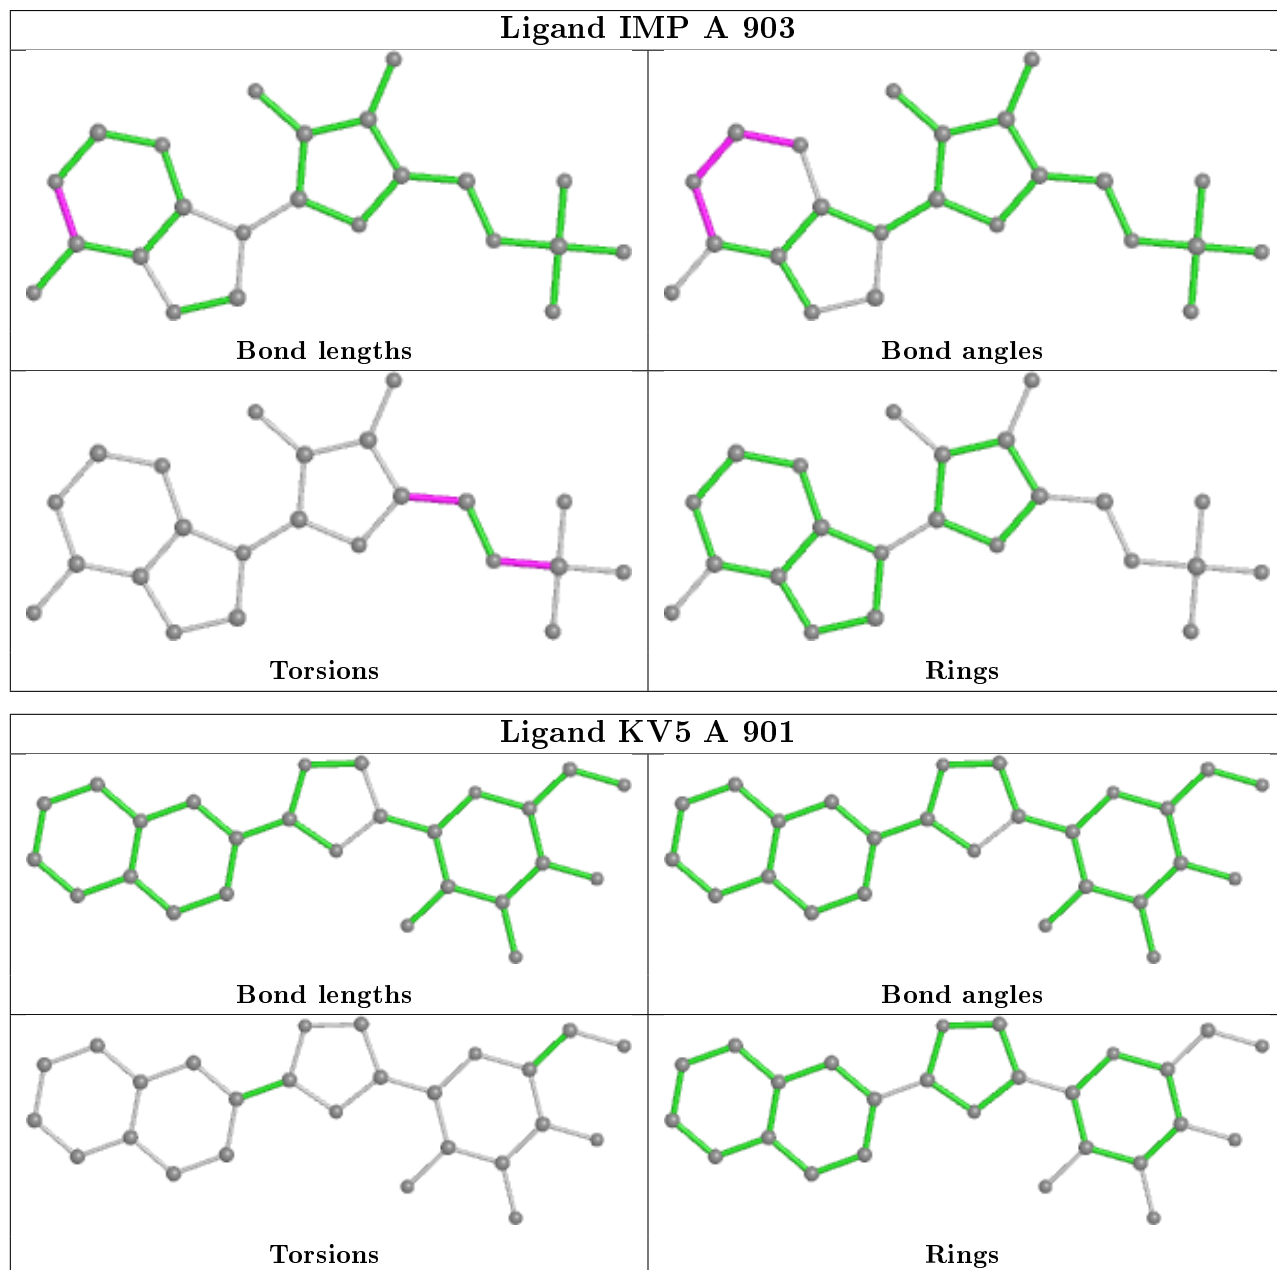 Ligand IMP A 903
Bond lengths
Bond angles
Torsions
Rings
Ligand KV5 A 901
Bond lengths
Bond angles
Torsions
Rings